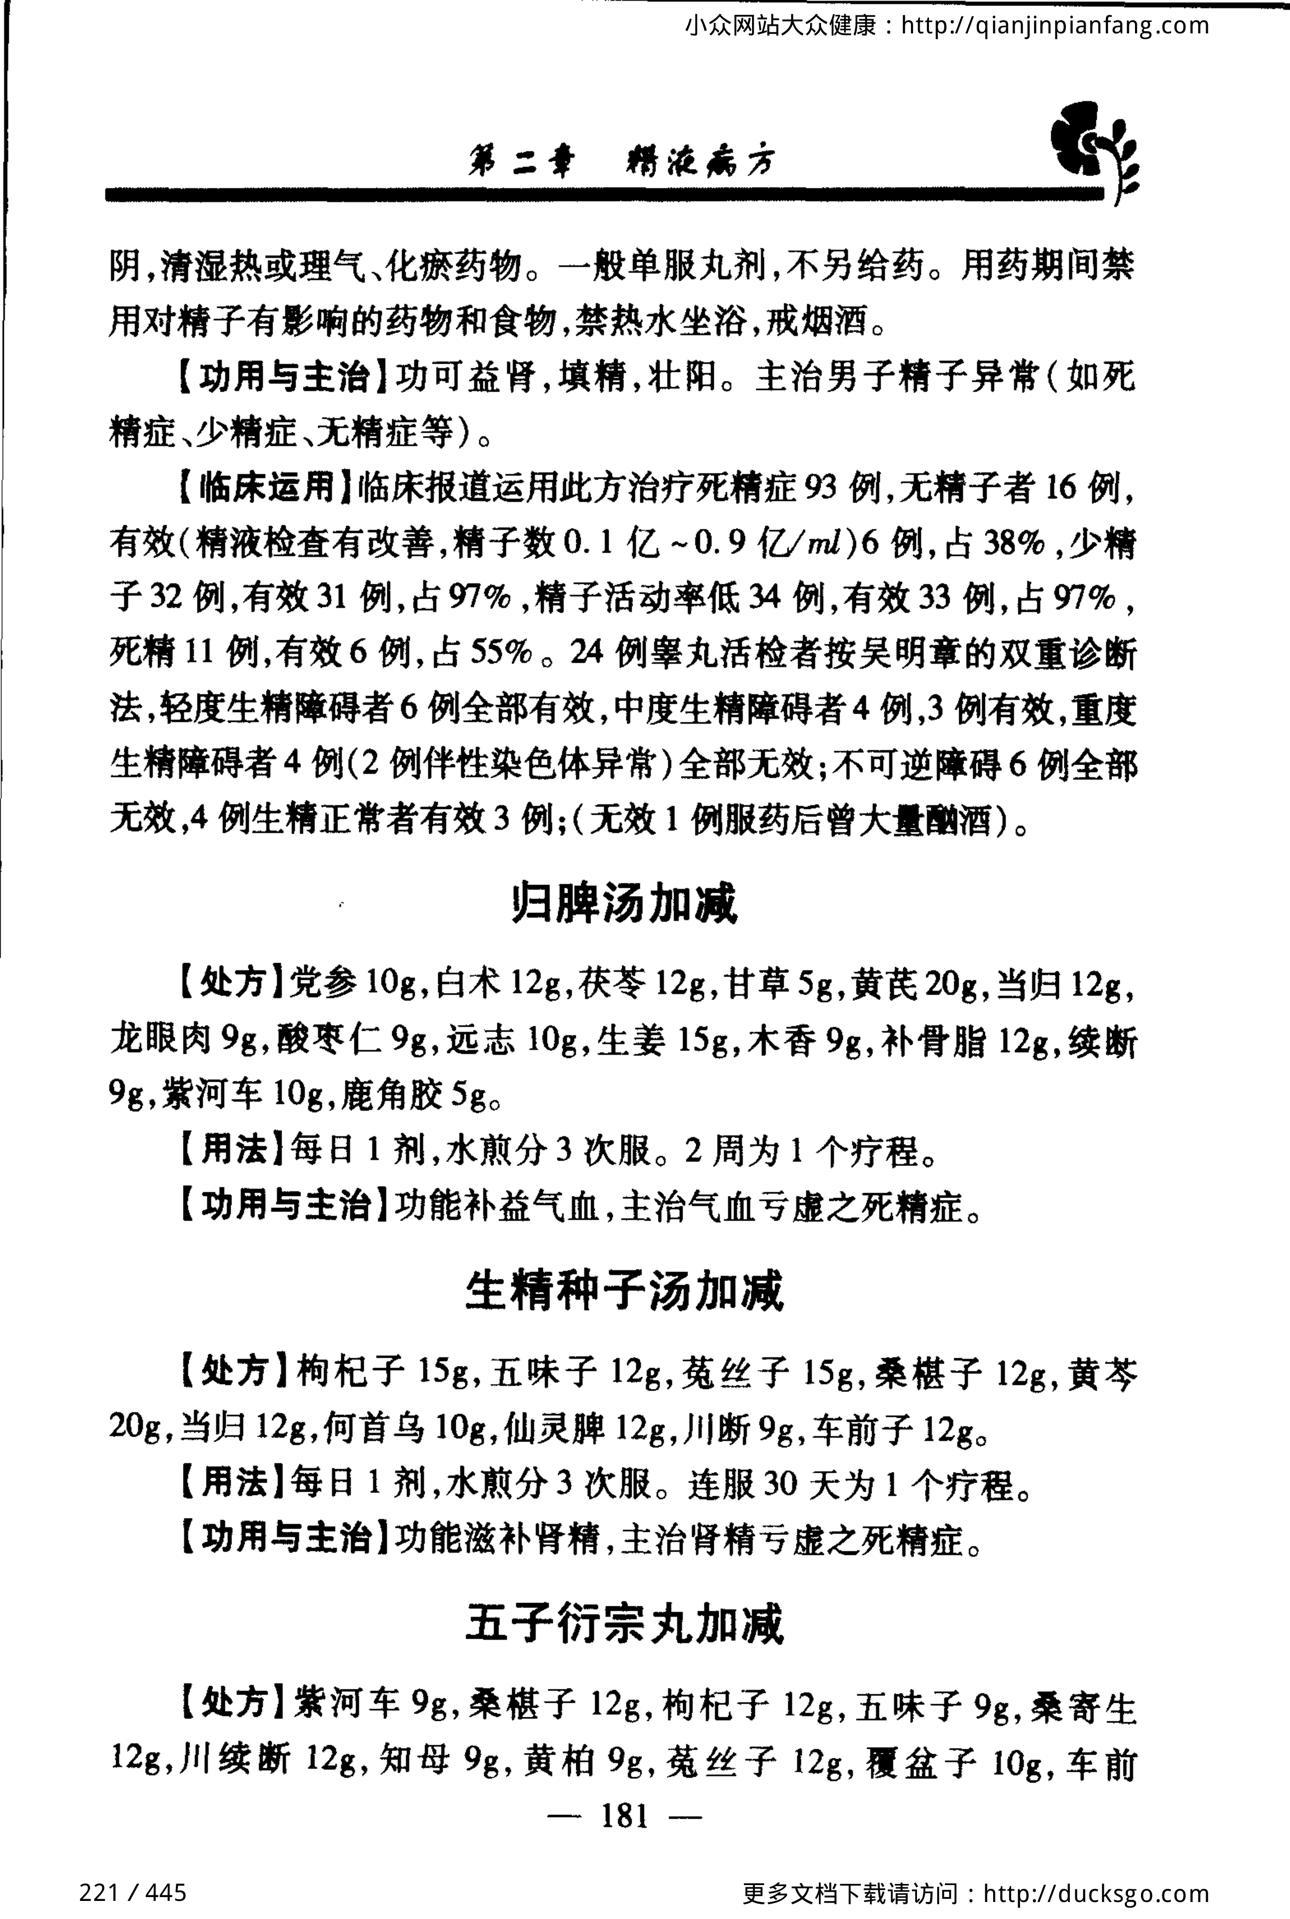 小众网站大众健康：http://qianjinpianfang.com
第二章 精液病方
阴,清湿热或理气、化瘀药物。一般单服丸剂,不另给药。用药期间禁
用对精子有影响的药物和食物,禁热水坐浴,戒烟酒。
【功用与主治】功可益肾,填精,壮阳。主治男子精子异常(如死
精症、少精症、无精症等)。
【临床运用】临床报道运用此方治疗死精症93 例,无精子者 16 例,
有效(精液检查有改善,精子数0.1 亿~0.9 亿/ml)6 例,占 38%,少精
子 32 例,有效 31 例,占 97%,精子活动率低 34 例,有效 33 例,占 97%,
死精 11 例,有效 6 例,占 55%。24 例睾丸活检者按吴明章的双重诊断
法,轻度生精障碍者 6 例全部有效,中度生精障碍者 4 例,3 例有效,重度
生精障碍者 4 例(2 例伴性染色体异常)全部无效;不可逆障碍 6 例全部
无效,4 例生精正常者有效 3 例;(无效 1 例服药后曾大量酗酒)。
归脾汤加减
【处方】党参 10g,白术 12g,茯苓 12g,甘草 5g,黄芪 20g,当归 12g,
龙眼肉 9g,酸枣仁 9g,远志 10g,生姜 15g,木香 9g,补骨脂 12g,续断
9g,紫河车 10g,鹿角胶 5g。
【用法】每日 1 剂,水煎分 3 次服。2 周为 1 个疗程。
【功用与主治】功能补益气血,主治气血亏虚之死精症。
生精种子汤加减
【处方】枸杞子 15g,五味子 12g,菟丝子 15g,桑椹子 12g,黄芩
20g,当归 12g,何首乌 10g,仙灵脾 12g,川断 9g,车前子 12g。
【用法】每日 1 剂,水煎分 3 次服。连服 30 天为 1 个疗程。
【功用与主治】功能滋补肾精,主治肾精亏虚之死精症。
五子衍宗丸加减
【处方】紫河车 9g,桑椹子 12g,枸杞子 12g,五味子 9g,桑寄生
12g,川续断 12g,知母 9g,黄柏 9g,菟丝子 12g,覆盆子 10g,车前
— 181 —
221 / 445
更多文档下载请访问：http://ducksgo.com